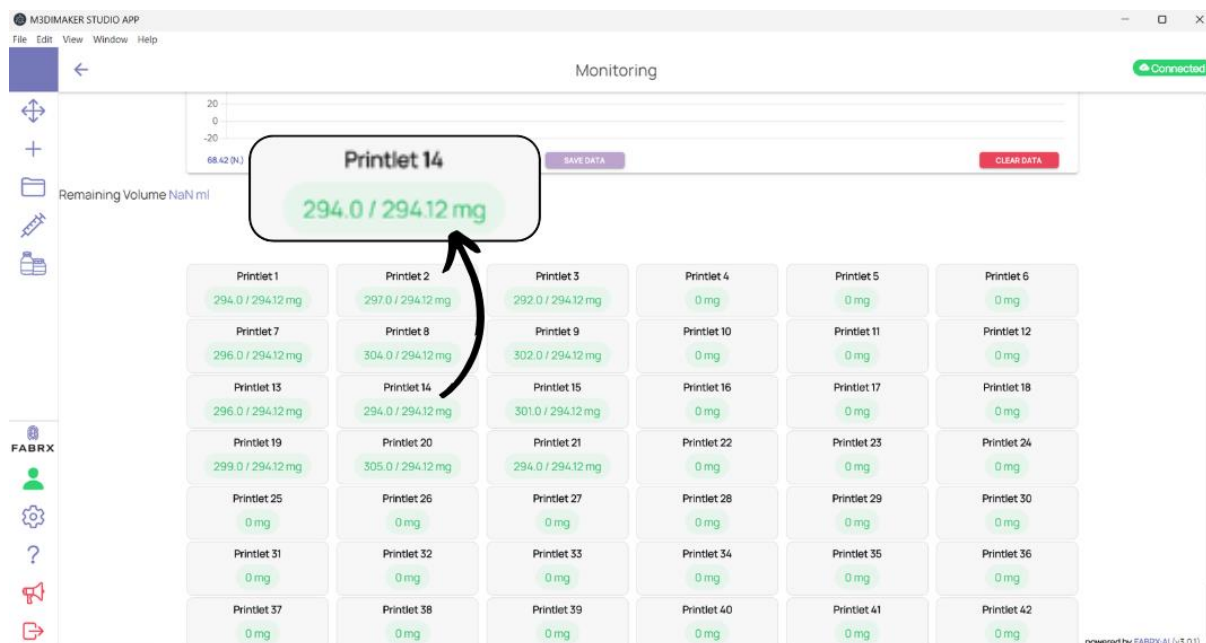 M3DIMAKER STUDIO APP
File Edit View Window Help
Monitoring
Connected
20
0
-20
68.42 (N.)
SAVE DATA
CLEAR DATA
Printlet 14
294.0 / 294.12 mg
Remaining Volume NaN ml
Printlet 1 Printlet 2 Printlet 3 Printlet 4 Printlet 5 Printlet 6
294.0 / 294.12 mg 297.0 / 294.12 mg 292.0 / 294.12 mg 0 mg 0 mg 0 mg
Printlet 7 Printlet 8 Printlet 9 Printlet 10 Printlet 11 Printlet 12
296.0 / 294.12 mg 304.0 / 294.12 mg 302.0 / 294.12 mg 0 mg 0 mg 0 mg
Printlet 13 Printlet 14 Printlet 15 Printlet 16 Printlet 17 Printlet 18
296.0 / 294.12 mg 294.0 / 294.12 mg 301.0 / 294.12 mg 0 mg 0 mg 0 mg
Printlet 19 Printlet 20 Printlet 21 Printlet 22 Printlet 23 Printlet 24
299.0 / 294.12 mg 305.0 / 294.12 mg 294.0 / 294.12 mg 0 mg 0 mg 0 mg
Printlet 25 Printlet 26 Printlet 27 Printlet 28 Printlet 29 Printlet 30
0 mg 0 mg 0 mg 0 mg 0 mg 0 mg
Printlet 31 Printlet 32 Printlet 33 Printlet 34 Printlet 35 Printlet 36
0 mg 0 mg 0 mg 0 mg 0 mg 0 mg
Printlet 37 Printlet 38 Printlet 39 Printlet 40 Printlet 41 Printlet 42
0 mg 0 mg 0 mg 0 mg 0 mg 0 mg
FABRX
powered by FABRX-AI (v3.0.1)